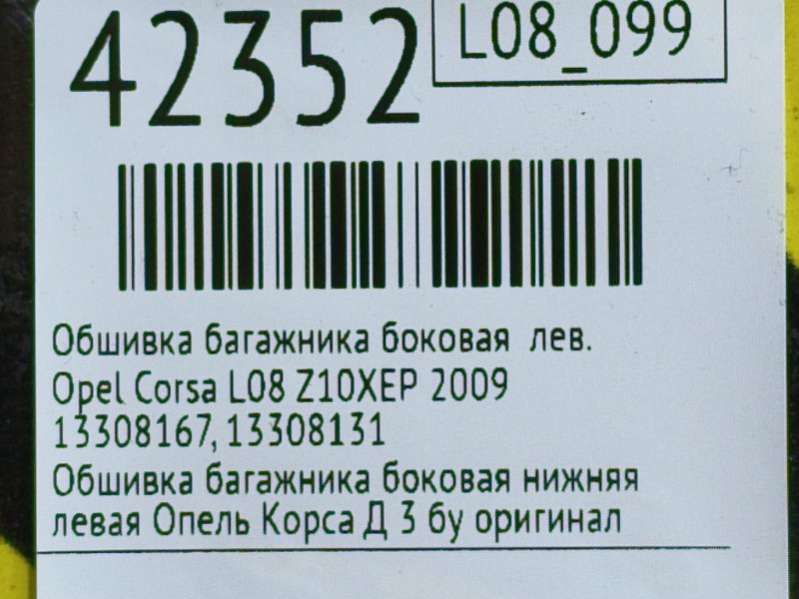 42352
L08_099
Обшивка багажника боковая лев.
Opel Corsa L08 Z10XEP 2009
13308167, 13308131
Обшивка багажника боковая нижняя
левая Опель Корса Д 3 бу оригинал